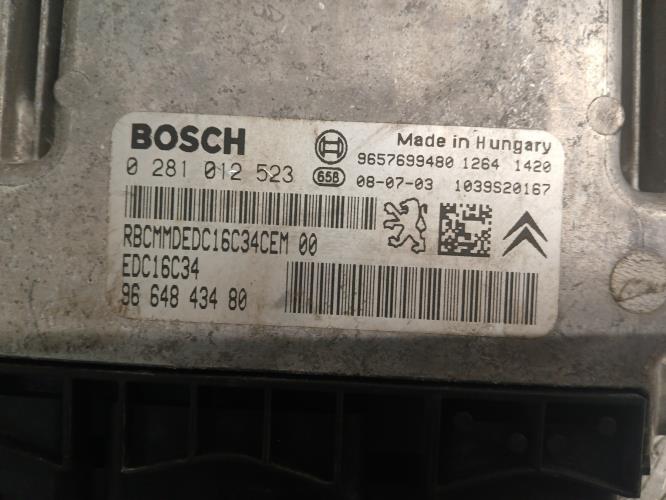 BOSCH Made in Hungary
0 281 012 523 9657699480 1264 1420
658 08-07-03 1039S20167
RBCMMDEDC16C34CEM 00
EDC16C34
96 648 434 80